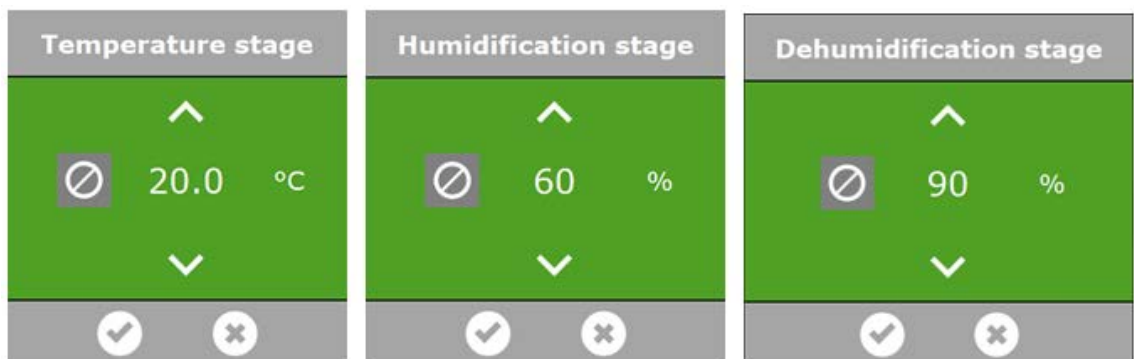 Temperature stage
20.0 °C
Humidification stage
60 %
Dehumidification stage
90 %